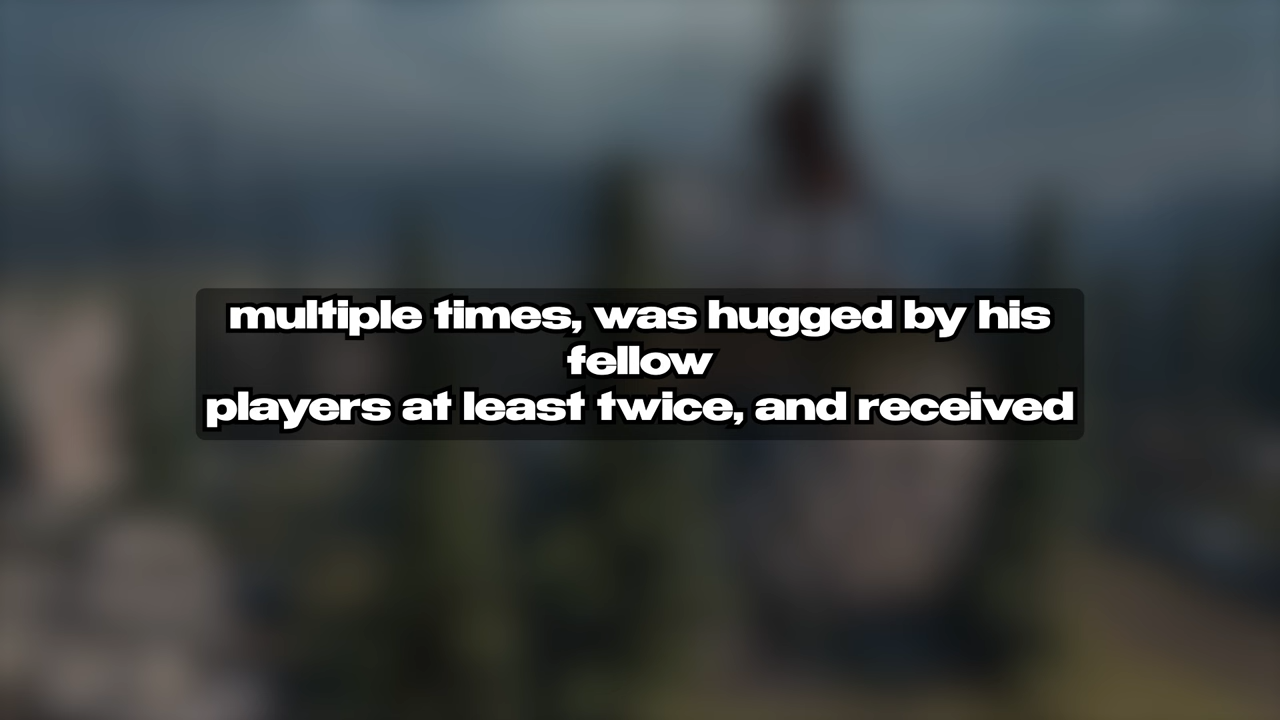 multiple times, was hugged by his
fellow
players at least twice, and received